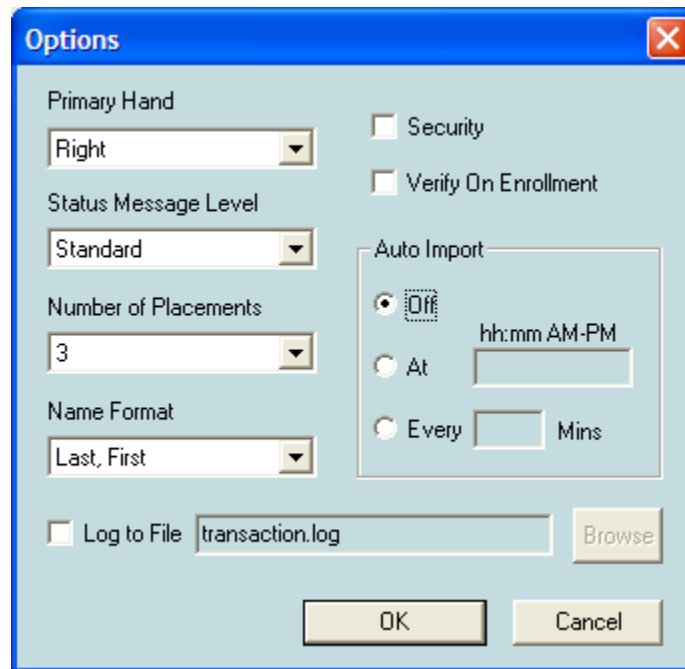 Options
Primary Hand
Right
Security
Verify On Enrollment
Status Message Level
Standard
Auto Import
Off
Number of Placements
3
hh:mm AM-PM
At
Name Format
Last, First
Every Mins
Log to File transaction.log Browse
OK Cancel